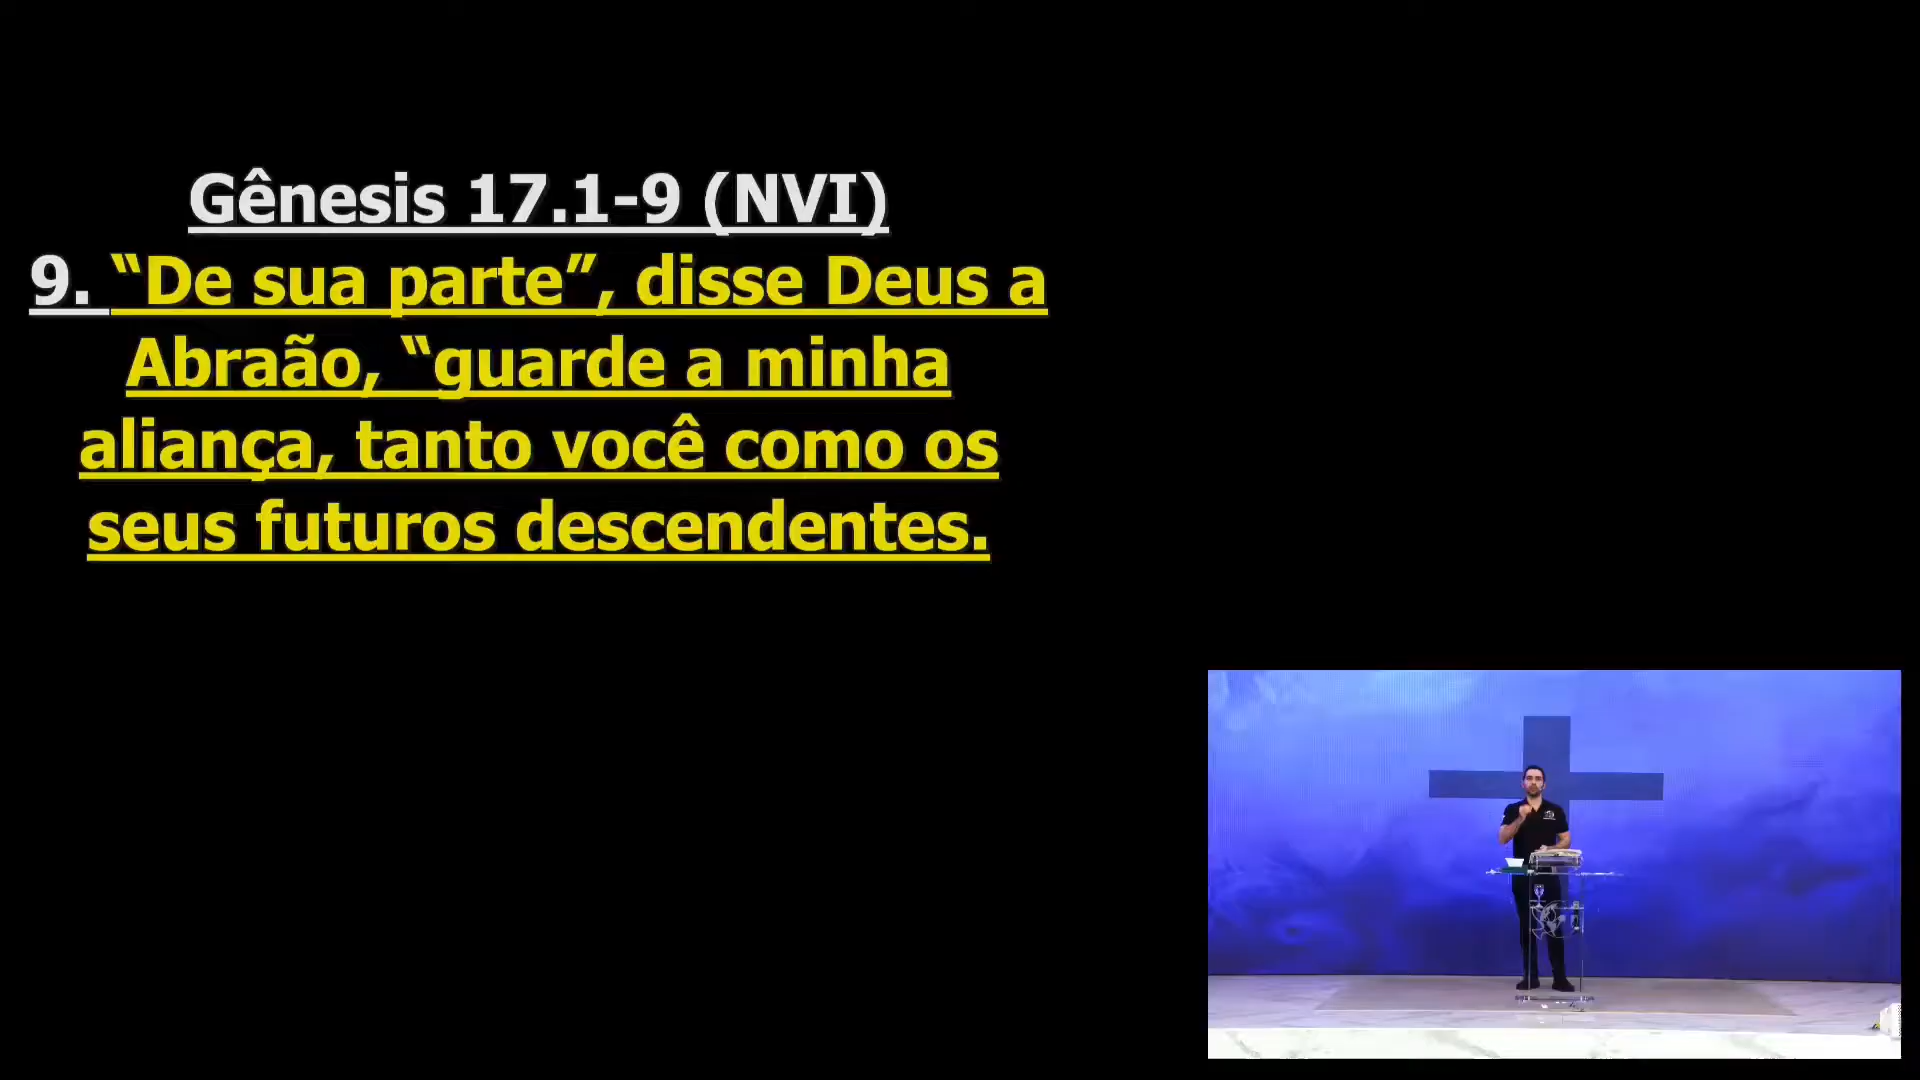 Gênesis 17.1-9 (NVI)
9. “De sua parte”, disse Deus a
Abraão, “guarde a minha
aliança, tanto você como os
seus futuros descendentes.